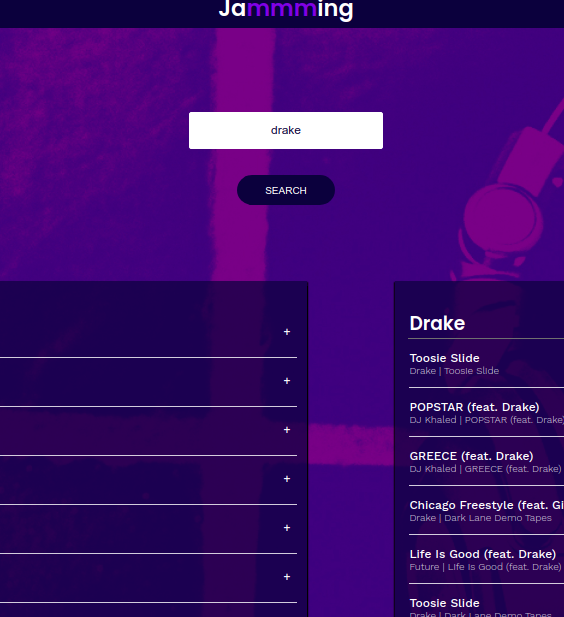 Jammming
drake
SEARCH
+
+
+
+
+
+
Drake
Toosie Slide
Drake | Toosie Slide
POPSTAR (feat. Drake)
DJ Khaled | POPSTAR (feat. Drake)
GREECE (feat. Drake)
DJ Khaled | GREECE (feat. Drake)
Chicago Freestyle (feat. Gi
Drake | Dark Lane Demo Tapes
Life Is Good (feat. Drake)
Future | Life Is Good (feat. Drake)
Toosie Slide
Drake | Dark Lane Demo Tapes